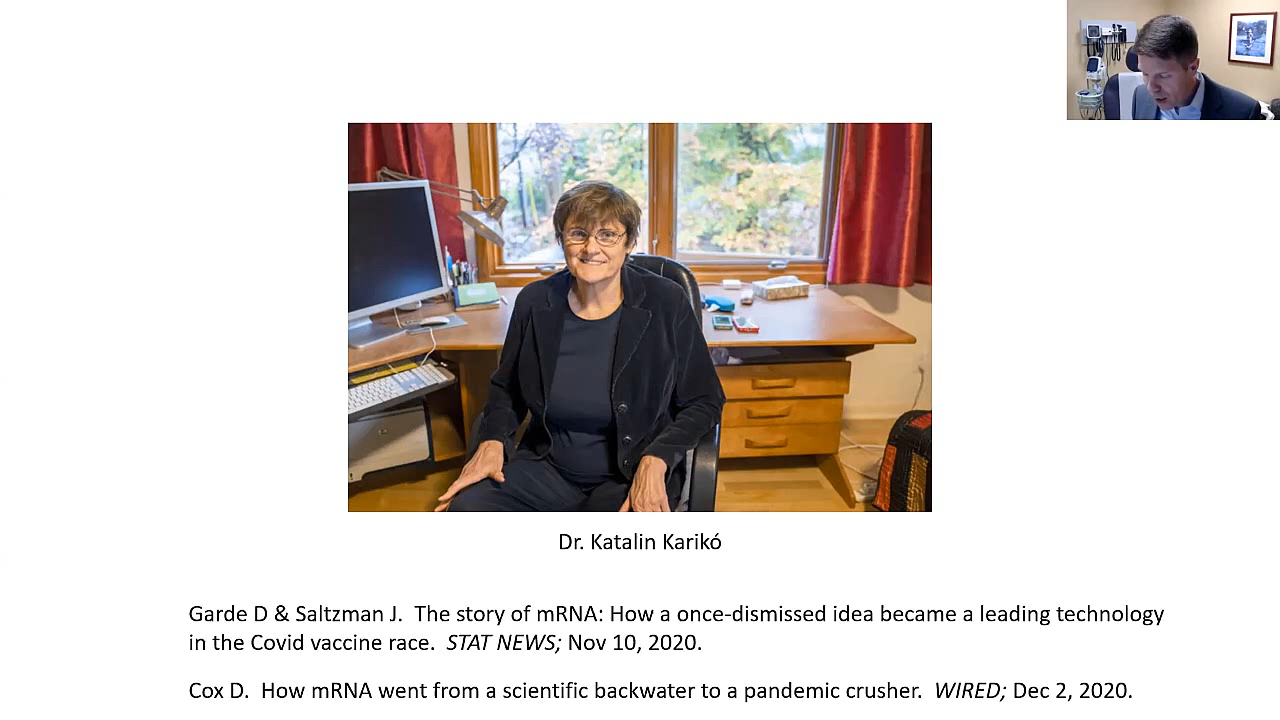 Dr. Katalin Karikó
Garde D & Saltzman J.  The story of mRNA: How a once-dismissed idea became a leading technology
in the Covid vaccine race.  STAT NEWS; Nov 10, 2020.
Cox D.  How mRNA went from a scientific backwater to a pandemic crusher.  WIRED; Dec 2, 2020.